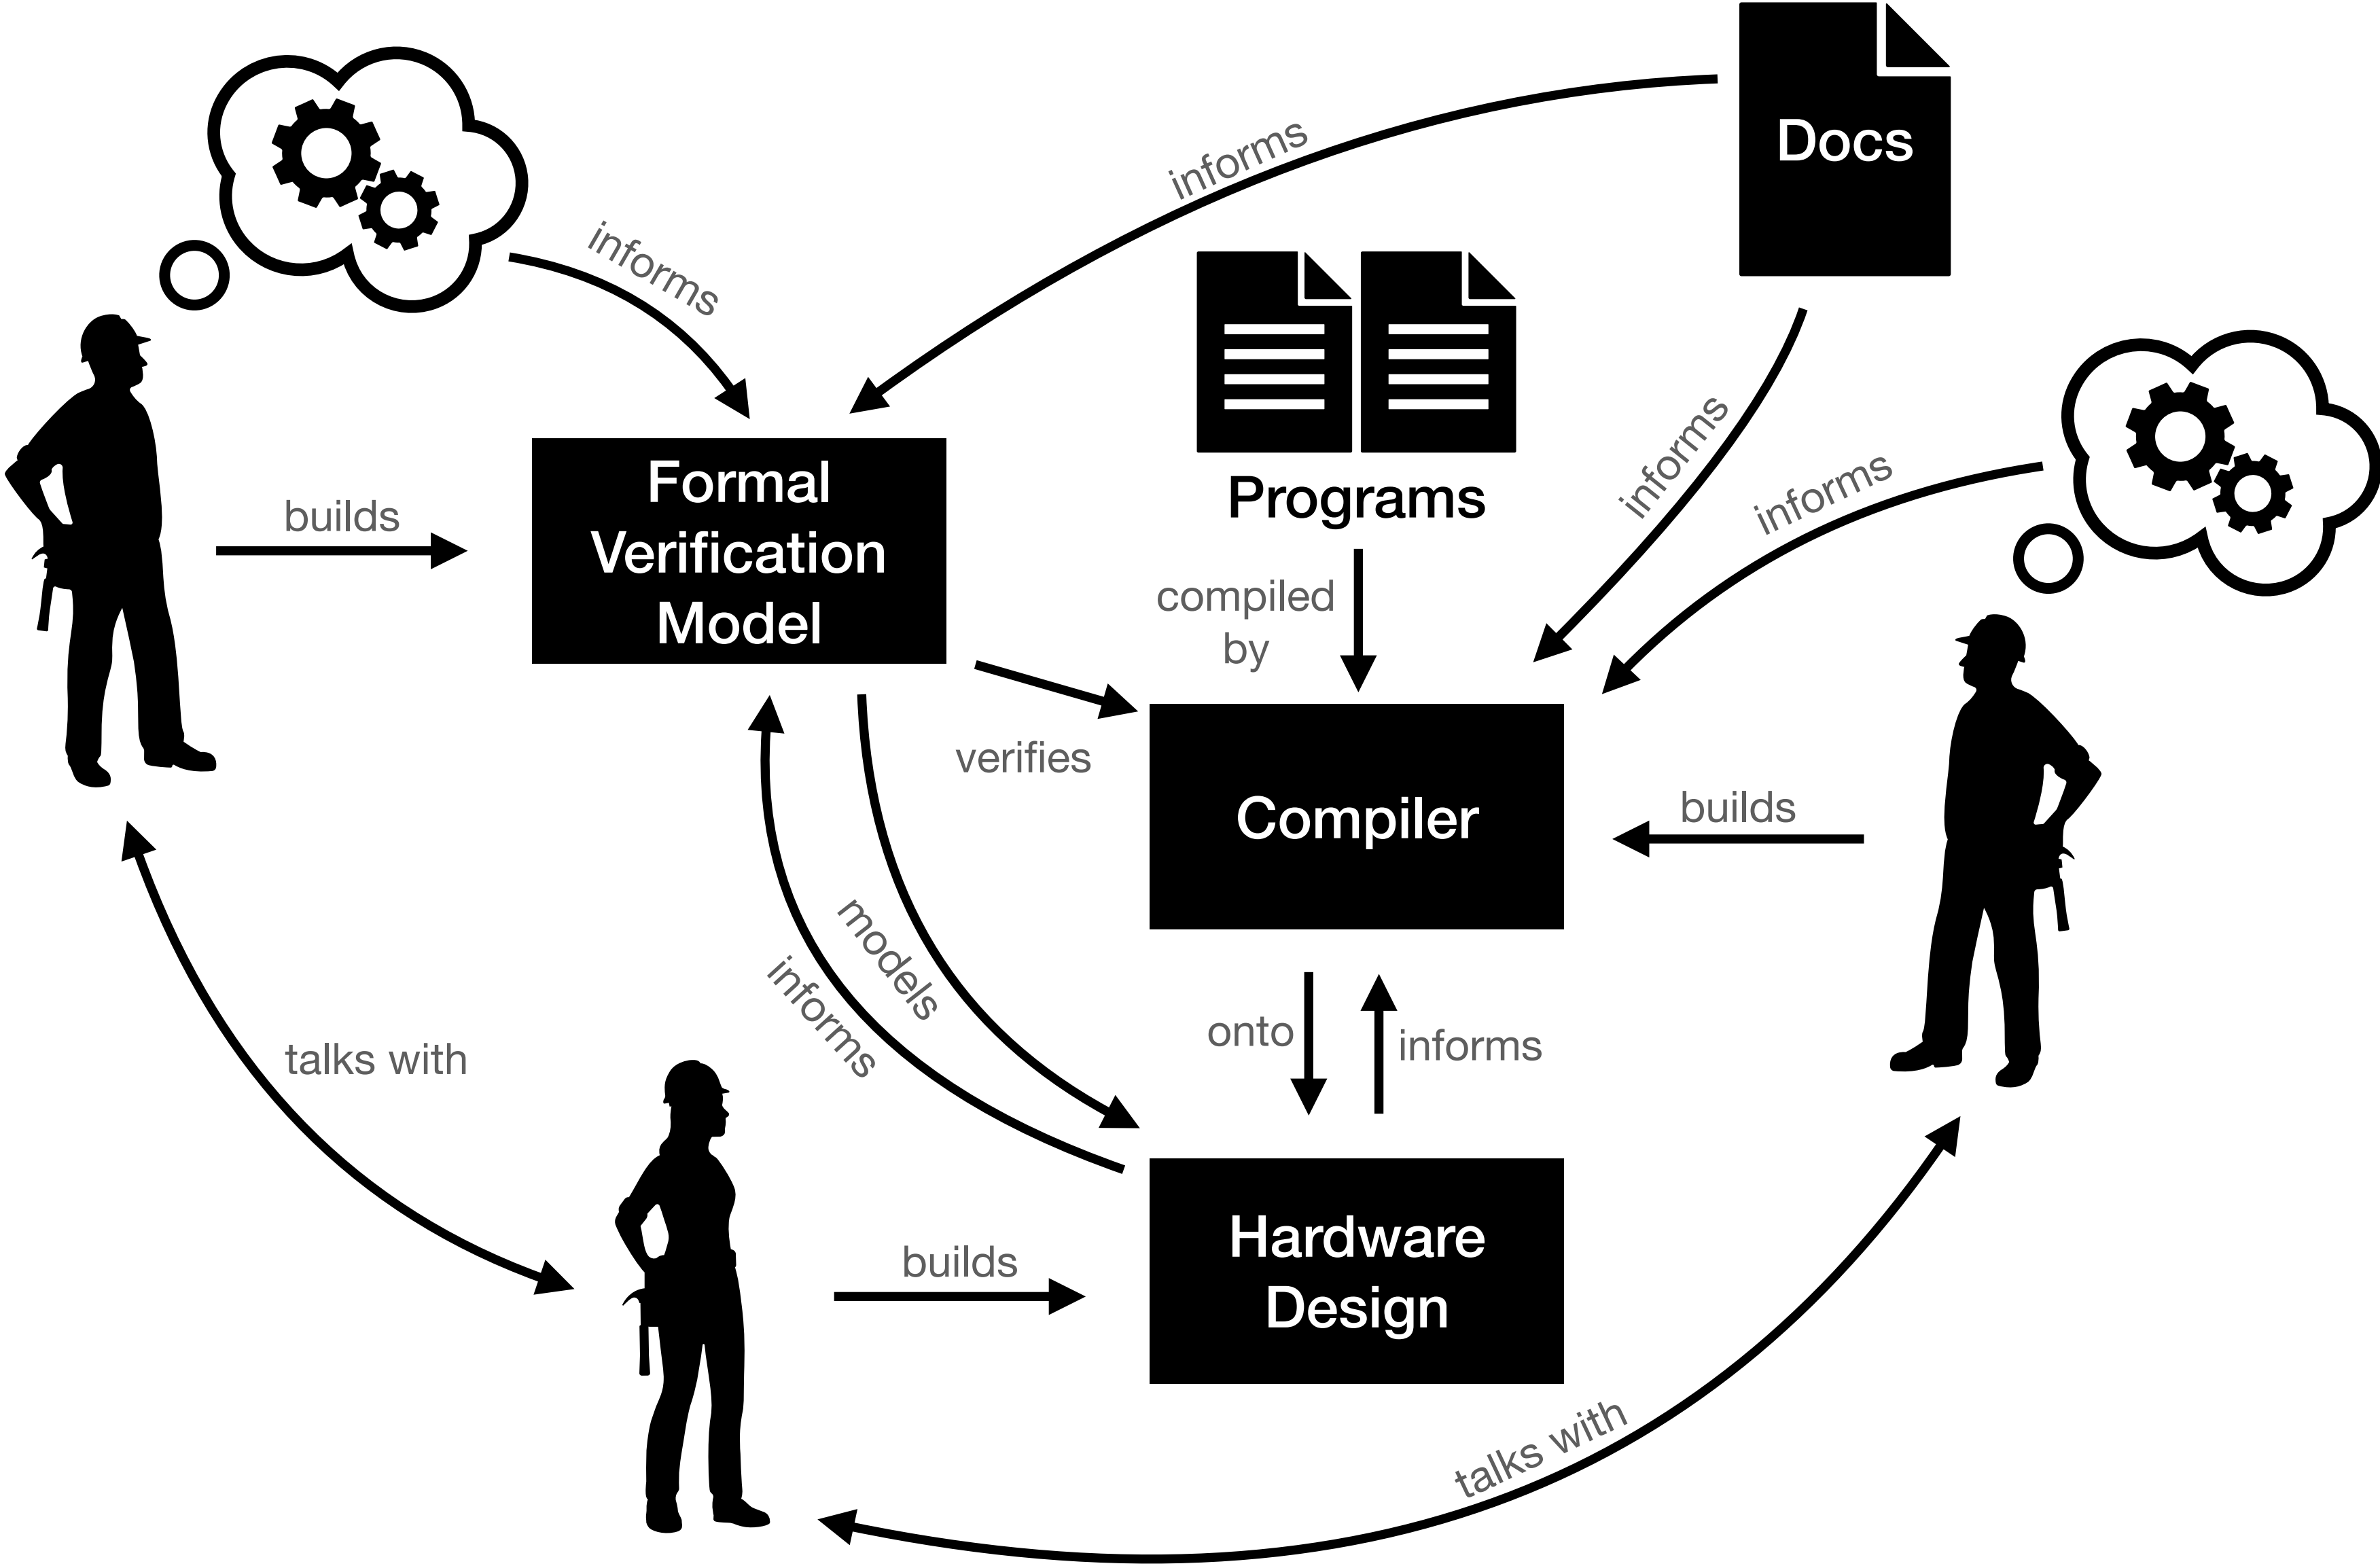 Docs
informs
informs
Programs
informs
informs
Formal
Verification
Model
builds
compiled
by
verifies
Compiler
builds
models
informs
onto
informs
talks with
Hardware
Design
builds
talks with